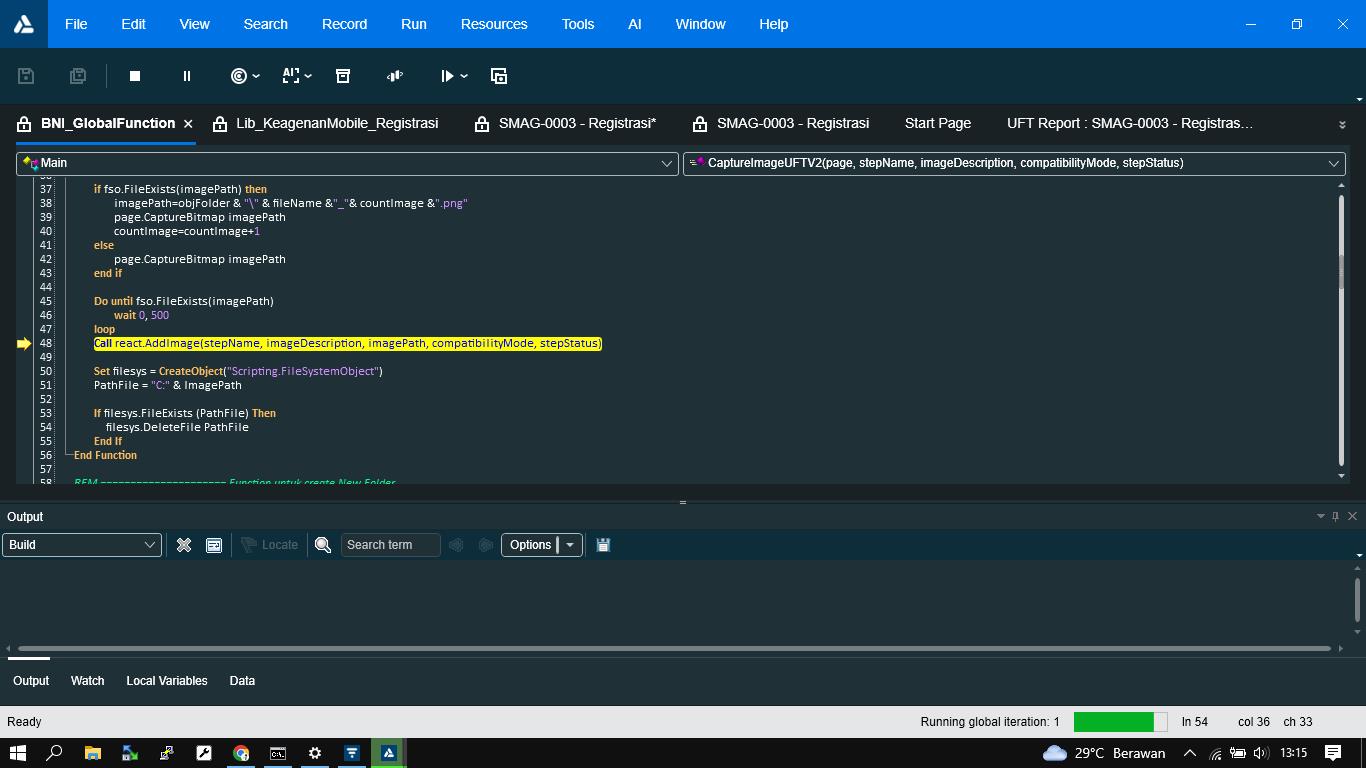 File Edit View Search Record Run Resources Tools AI Window Help
BNI_GlobalFunction Lib_KeagenanMobile_Registrasi SMAG-0003 - Registrasi* SMAG-0003 - Registrasi Start Page UFT Report : SMAG-0003 - Registras...
Main CaptureImageUFTV2(page, stepName, imageDescription, compatibilityMode, stepStatus)
36
37 if fso.FileExists(imagePath) then
38 imagePath=objFolder & "\" & fileName &"_"& countImage &".png"
39 page.CaptureBitmap imagePath
40 countImage=countImage+1
41 else
42 page.CaptureBitmap imagePath
43 end if
44
45 Do until fso.FileExists(imagePath)
46 wait 0, 500
47 loop
48 Call react.AddImage(stepName, imageDescription, imagePath, compatibilityMode, stepStatus)
49
50 Set filesys = CreateObject("Scripting.FileSystemObject")
51 PathFile = "C:" & ImagePath
52
53 If filesys.FileExists (PathFile) Then
54 filesys.DeleteFile PathFile
55 End If
56 End Function
57
58 REM ===================== Function untuk create New Folder
Output
Build Locate Search term Options
Output Watch Local Variables Data
Ready Running global iteration: 1 ln 54 col 36 ch 33
29°C Berawan 13:15